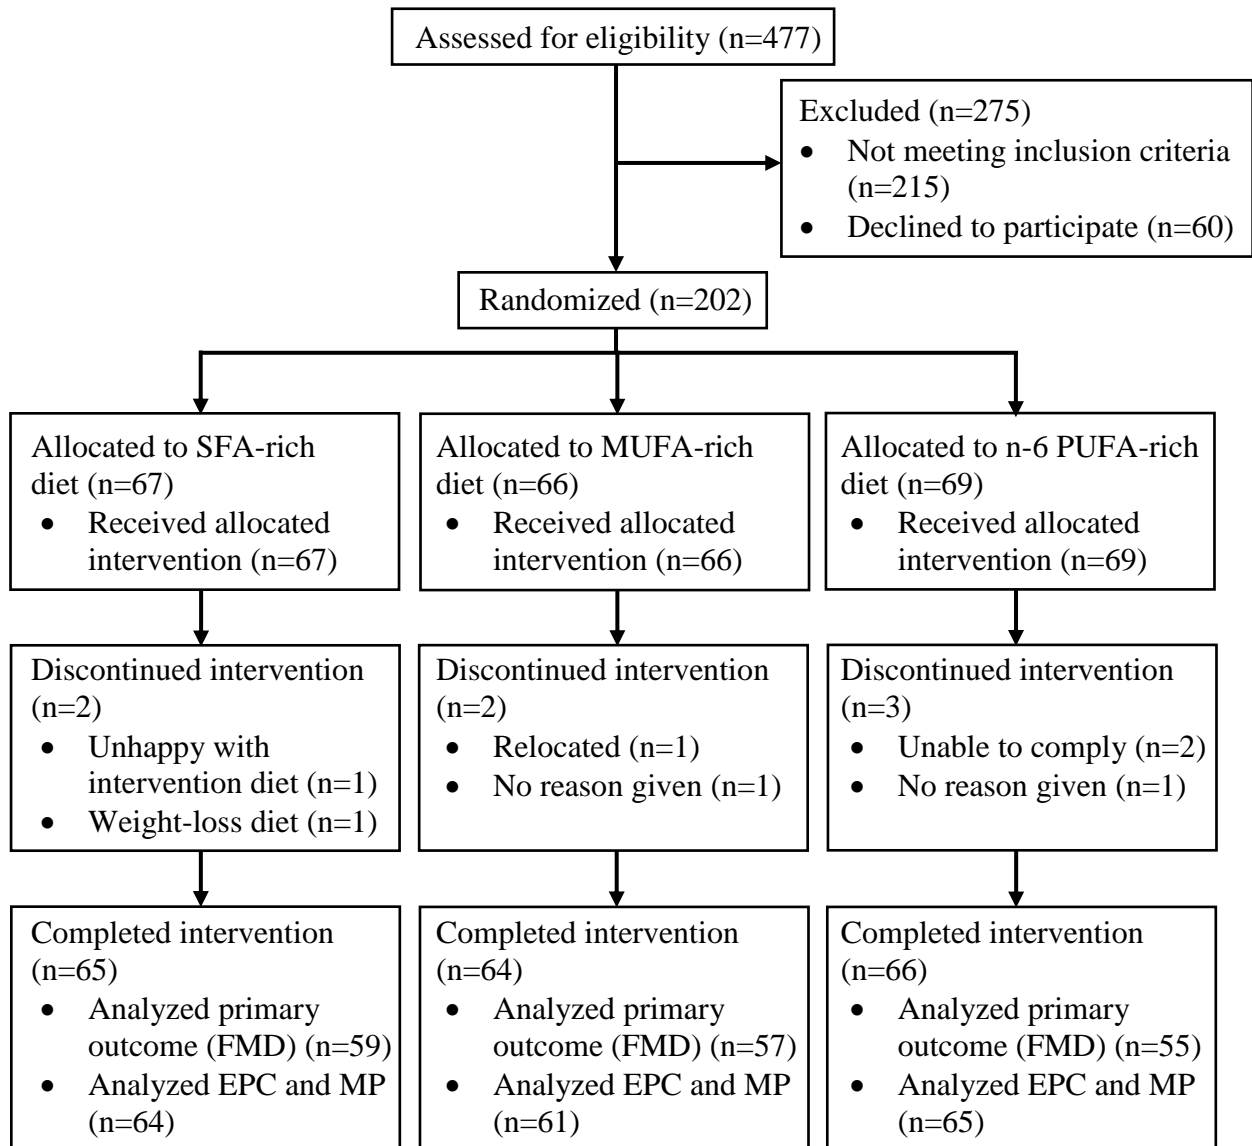 Assessed for eligibility (n=477)
Excluded (n=275)
• Not meeting inclusion criteria
(n=215)
• Declined to participate (n=60)
Randomized (n=202)
Allocated to SFA-rich
diet (n=67)
• Received allocated
intervention (n=67)
Allocated to MUFA-rich
diet (n=66)
• Received allocated
intervention (n=66)
Allocated to n-6 PUFA-rich
diet (n=69)
• Received allocated
intervention (n=69)
Discontinued intervention
(n=2)
• Unhappy with
intervention diet (n=1)
• Weight-loss diet (n=1)
Discontinued intervention
(n=2)
• Relocated (n=1)
• No reason given (n=1)
Discontinued intervention
(n=3)
• Unable to comply (n=2)
• No reason given (n=1)
Completed intervention
(n=65)
• Analyzed primary
outcome (FMD) (n=59)
• Analyzed EPC and MP
(n=64)
Completed intervention
(n=64)
• Analyzed primary
outcome (FMD) (n=57)
• Analyzed EPC and MP
(n=61)
Completed intervention
(n=66)
• Analyzed primary
outcome (FMD) (n=55)
• Analyzed EPC and MP
(n=65)